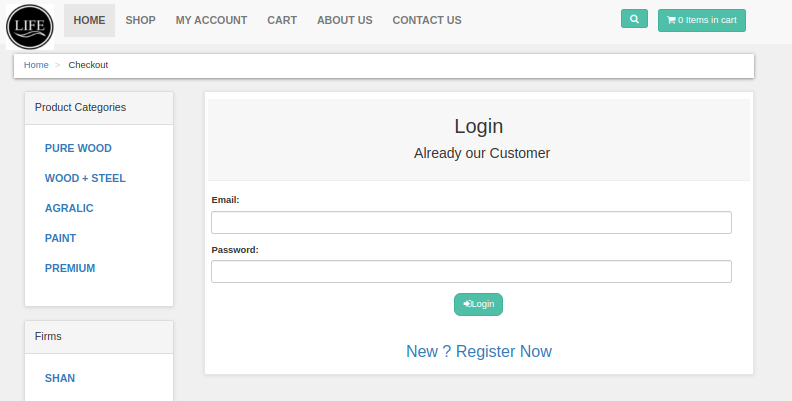 LIFE
HOME SHOP MY ACCOUNT CART ABOUT US CONTACT US
0 Items in cart
Home > Checkout
Product Categories
PURE WOOD
WOOD + STEEL
AGRALIC
PAINT
PREMIUM
Firms
SHAN
Login
Already our Customer
Email:
Password:
Login
New ? Register Now